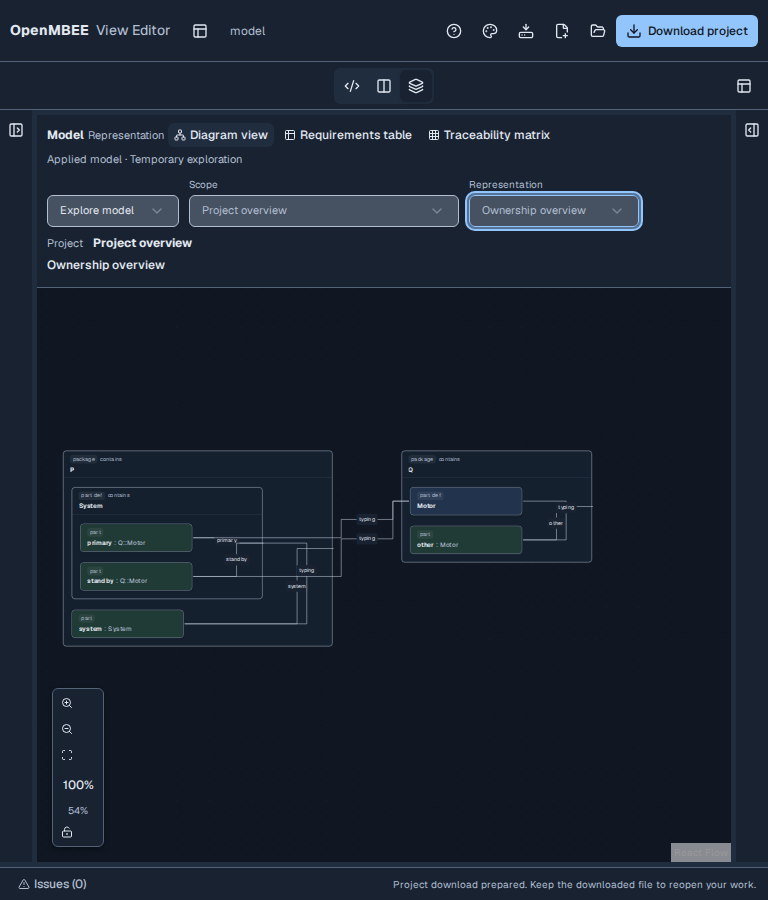 OpenMBEE View Editor model Download project
Model Representation Diagram view Requirements table Traceability matrix
Applied model · Temporary exploration
Scope Representation
Explore model Project overview Ownership overview
Project Project overview
Ownership overview
package contains
P
part def contains
System
part
primary : Q::Motor
part
standby : Q::Motor
part
system : System
primary
standby
typing
system
typing
typing
package contains
Q
part def
Motor
part
other : Motor
typing
other
100%
54%
React Flow
Issues (0) Project download prepared. Keep the downloaded file to reopen your work.